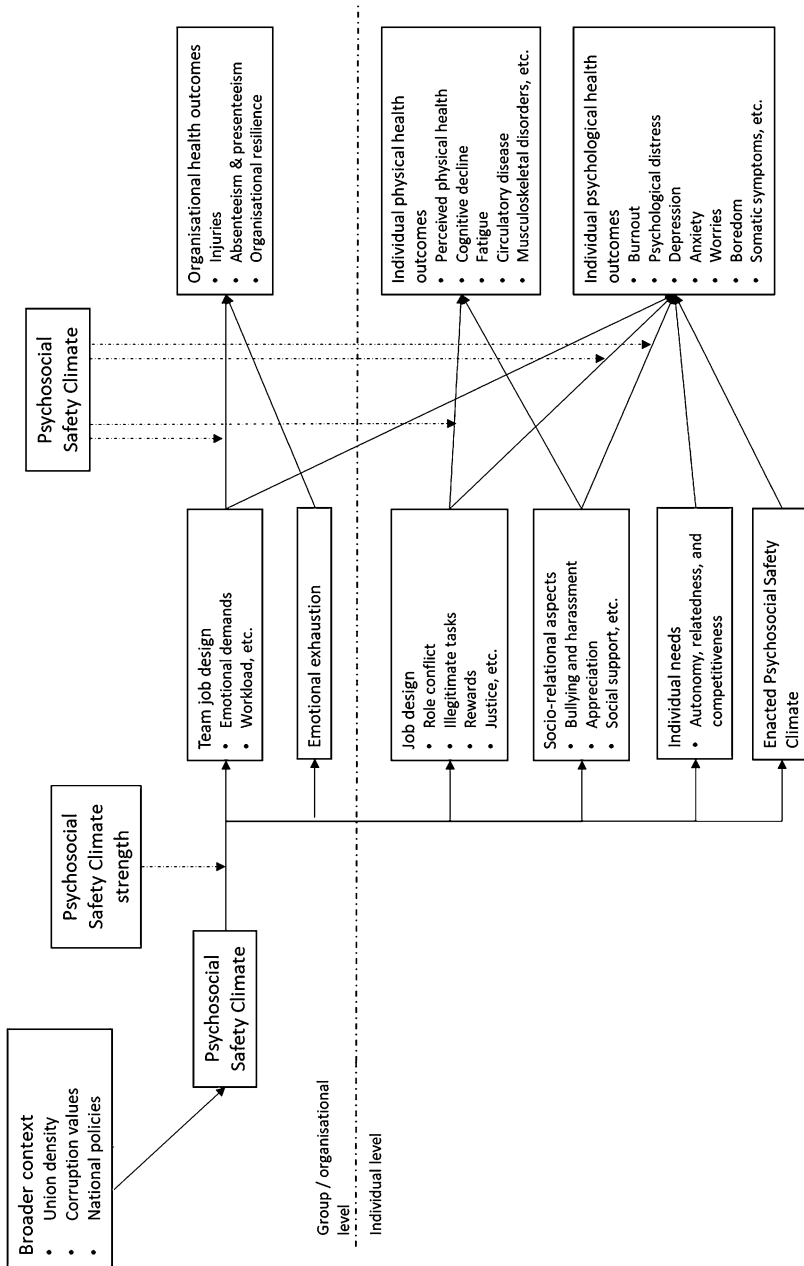 Broader context
• Union density
• Corruption values
• National policies
Psychosocial
Safety Climate
Psychosocial
Safety Climate
strength
Psychosocial
Safety Climate
Team job design
• Emotional demands
• Workload, etc.
Emotional exhaustion
Organisational health outcomes
• Injuries
• Absenteeism & presenteeism
• Organisational resilience
Group / organisational
level
Individual level
Job design
• Role conflict
• Illegitimate tasks
• Rewards
• Justice, etc.
Socio-relational aspects
• Bullying and harassment
• Appreciation
• Social support, etc.
Individual needs
• Autonomy, relatedness, and
competitiveness
Enacted Psychosocial Safety
Climate
Individual physical health
outcomes
• Perceived physical health
• Cognitive decline
• Fatigue
• Circulatory disease
• Musculoskeletal disorders, etc.
Individual psychological health
outcomes
• Burnout
• Psychological distress
• Depression
• Anxiety
• Worries
• Boredom
• Somatic symptoms, etc.